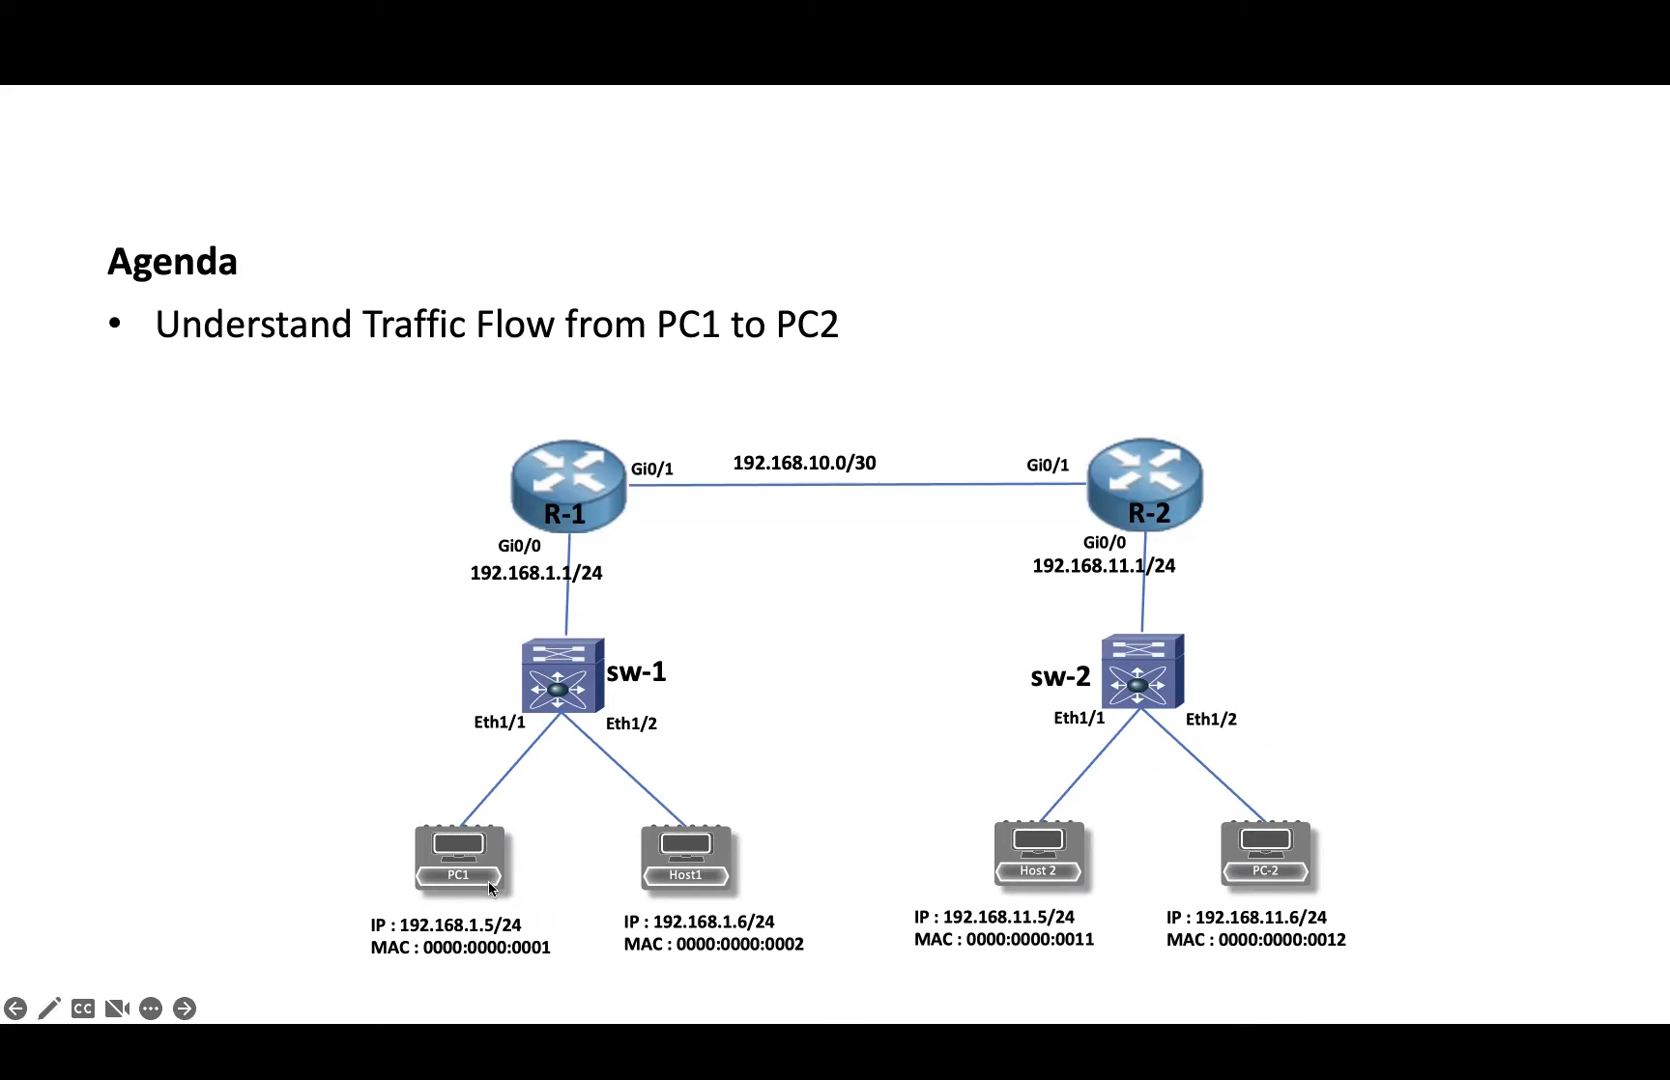 Agenda
• Understand Traffic Flow from PC1 to PC2
Gi0/1
192.168.10.0/30
Gi0/1
R-1
R-2
Gi0/0
192.168.1.1/24
Gi0/0
192.168.11.1/24
sw-1
sw-2
Eth1/1
Eth1/2
Eth1/1
Eth1/2
PC1
Host1
Host 2
PC-2
IP : 192.168.1.5/24
MAC : 0000:0000:0001
IP : 192.168.1.6/24
MAC : 0000:0000:0002
IP : 192.168.11.5/24
MAC : 0000:0000:0011
IP : 192.168.11.6/24
MAC : 0000:0000:0012
CC